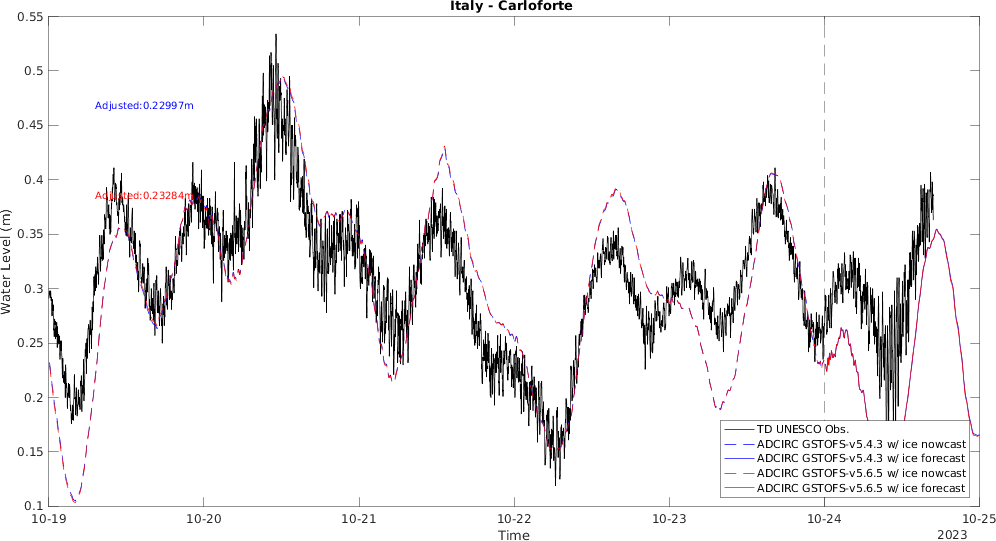 Italy - Carloforte
0.55
0.5
0.45
0.4
0.35
0.3
0.25
0.2
0.15
0.1
Water Level (m)
Adjusted:0.22997m
Adjusted:0.23284m
TD UNESCO Obs.
ADCIRC GSTOFS-v5.4.3 w/ ice nowcast
ADCIRC GSTOFS-v5.4.3 w/ ice forecast
ADCIRC GSTOFS-v5.6.5 w/ ice nowcast
ADCIRC GSTOFS-v5.6.5 w/ ice forecast
10-19 10-20 10-21 10-22 10-23 10-24 10-25
Time
2023